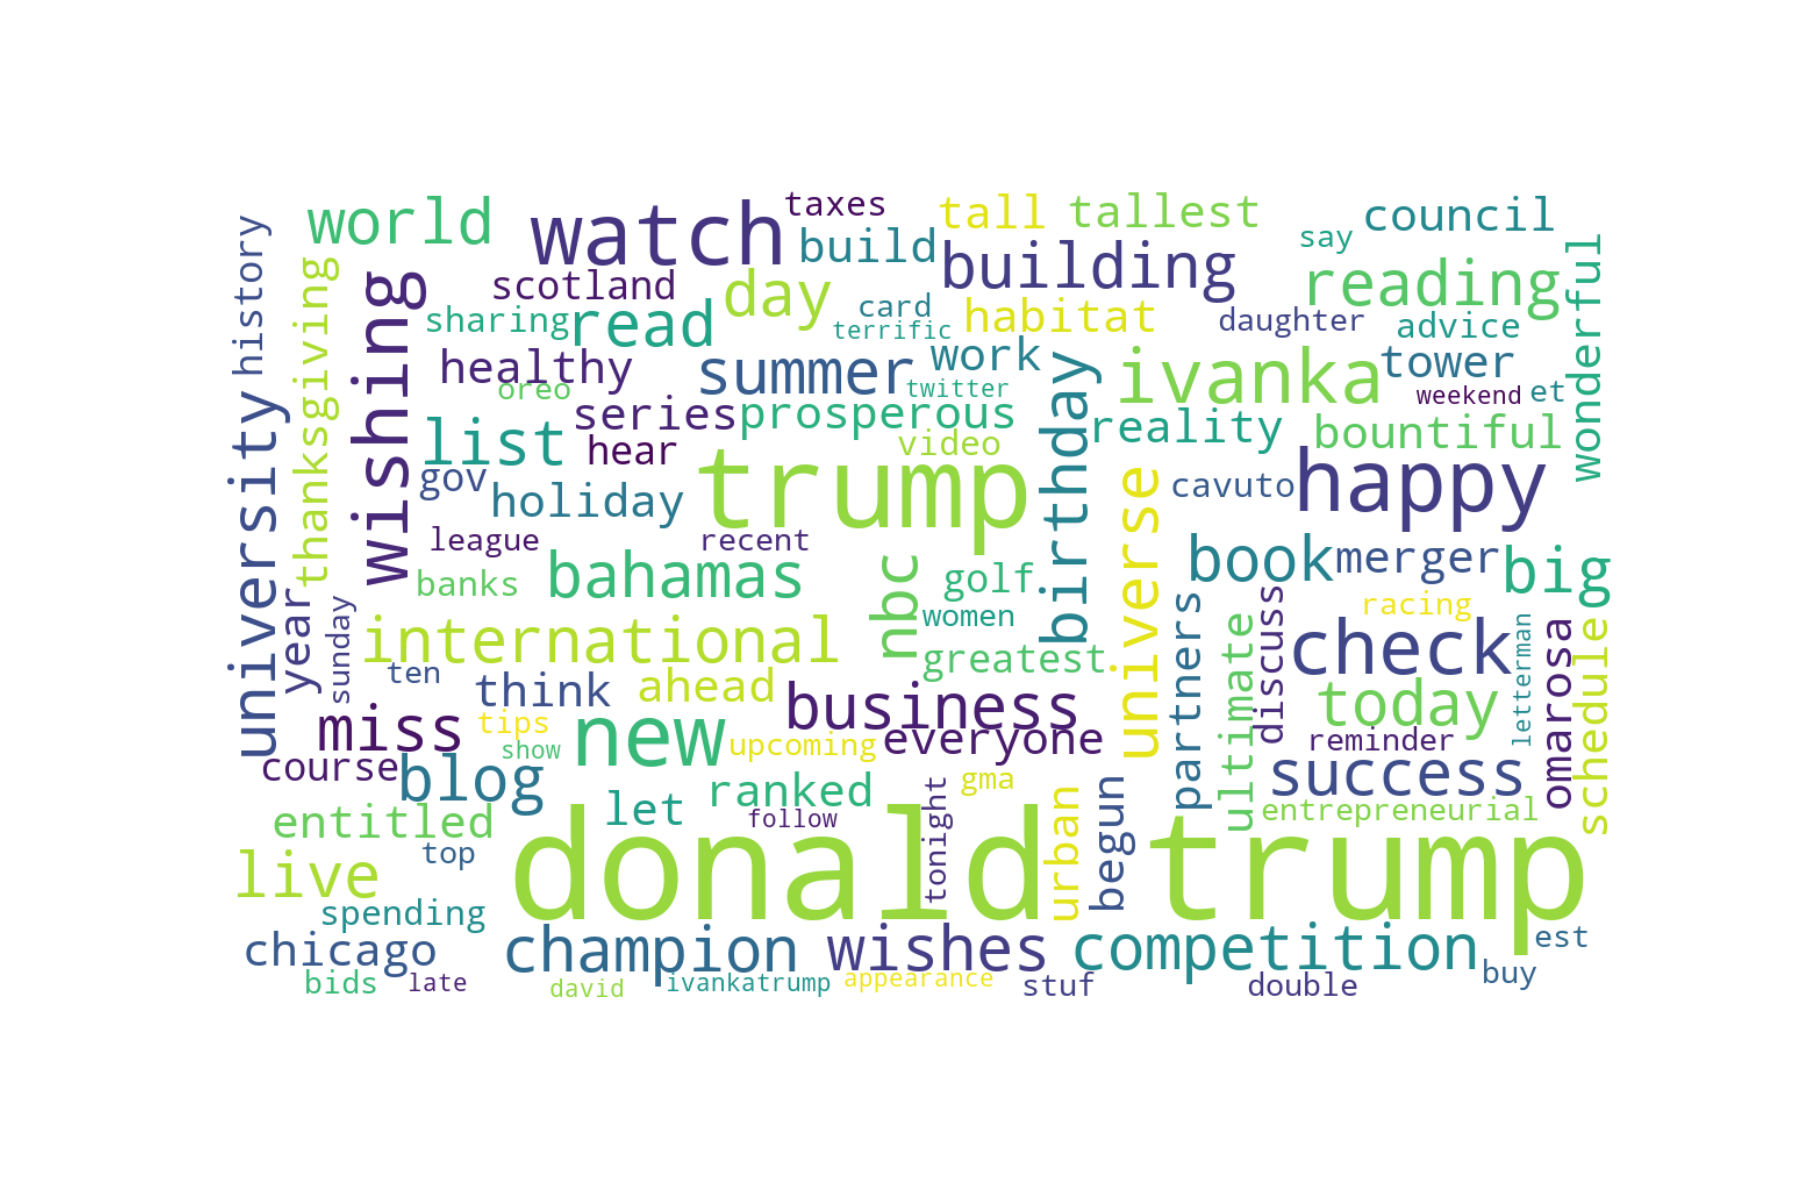 world
watch
taxes
tall
tallest
council
build
say
building
history
thanksgiving
wishing
scotland
day
reading
wonderful
sharing
read
card
terrific
habitat
daughter
advice
healthy
oreo
summer
work
twitter
ivanka
tower
weekend
et
series
prosperous
birthday
reality
bountiful
list
hear
video
university
gov
holiday
trump
universe
cavuto
happy
league
recent
book
merger
big
banks
bahamas
nbc
golf
women
racing
year
sunday
international
greatest
partners
ultimate
discuss
check
letterman
omarosa
schedule
ten
think
ahead
business
today
miss
tips
show
new
upcoming
everyone
reminder
course
blog
let
ranked
gma
success
entitled
follow
tonight
urban
begun
entrepreneurial
top
live
donald trump
spending
chicago
champion
wishes
competition
est
bids
late
david
ivankatrump
appearance
stuf
double
buy